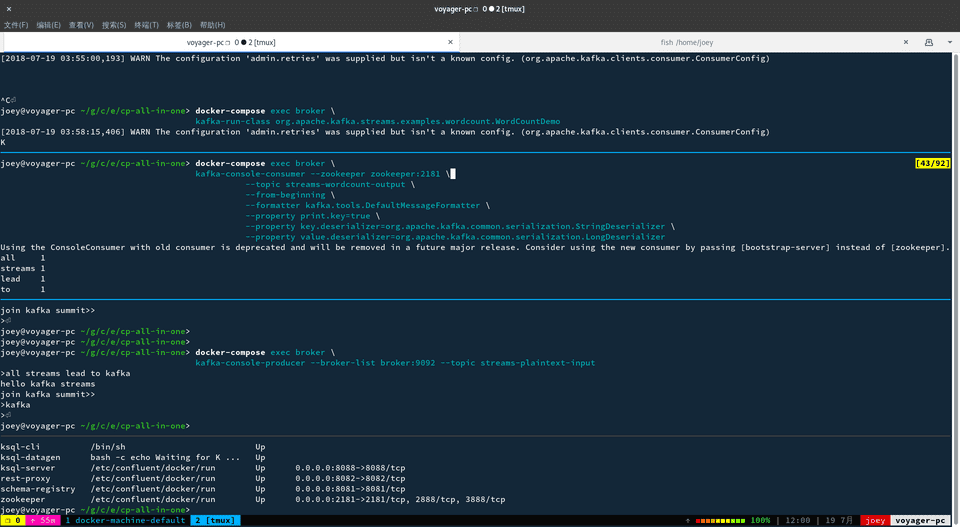 voyager-pc 0 ● 2 [tmux]
文件(F) 编辑(E) 查看(V) 搜索(S) 终端(T) 标签(B) 帮助(H)
voyager-pc 0 ● 2 [tmux] fish /home/joey
[2018-07-19 03:55:00,193] WARN The configuration 'admin.retries' was supplied but isn't a known config. (org.apache.kafka.clients.consumer.ConsumerConfig)
^C⏎
joey@voyager-pc ~/g/c/e/cp-all-in-one> docker-compose exec broker \
kafka-run-class org.apache.kafka.streams.examples.wordcount.WordCountDemo
[2018-07-19 03:58:15,406] WARN The configuration 'admin.retries' was supplied but isn't a known config. (org.apache.kafka.clients.consumer.ConsumerConfig)
K
joey@voyager-pc ~/g/c/e/cp-all-in-one> docker-compose exec broker \ [43/92]
kafka-console-consumer --zookeeper zookeeper:2181 \
--topic streams-wordcount-output \
--from-beginning \
--formatter kafka.tools.DefaultMessageFormatter \
--property print.key=true \
--property key.deserializer=org.apache.kafka.common.serialization.StringDeserializer \
--property value.deserializer=org.apache.kafka.common.serialization.LongDeserializer
Using the ConsoleConsumer with old consumer is deprecated and will be removed in a future major release. Consider using the new consumer by passing [bootstrap-server] instead of [zookeeper].
all 1
streams 1
lead 1
to 1
join kafka summit>>
>⏎
joey@voyager-pc ~/g/c/e/cp-all-in-one>
joey@voyager-pc ~/g/c/e/cp-all-in-one>
joey@voyager-pc ~/g/c/e/cp-all-in-one> docker-compose exec broker \
kafka-console-producer --broker-list broker:9092 --topic streams-plaintext-input
>all streams lead to kafka
hello kafka streams
join kafka summit>>
>kafka
>⏎
joey@voyager-pc ~/g/c/e/cp-all-in-one>
ksql-cli /bin/sh Up
ksql-datagen bash -c echo Waiting for K ... Up
ksql-server /etc/confluent/docker/run Up 0.0.0.0:8088->8088/tcp
rest-proxy /etc/confluent/docker/run Up 0.0.0.0:8082->8082/tcp
schema-registry /etc/confluent/docker/run Up 0.0.0.0:8081->8081/tcp
zookeeper /etc/confluent/docker/run Up 0.0.0.0:2181->2181/tcp, 2888/tcp, 3888/tcp
joey@voyager-pc ~/g/c/e/cp-all-in-one>
❐ 0 ↑ 55m 1 docker-machine-default 2 [tmux] ↑ 100% | 12:00 | 19 7月 joey voyager-pc